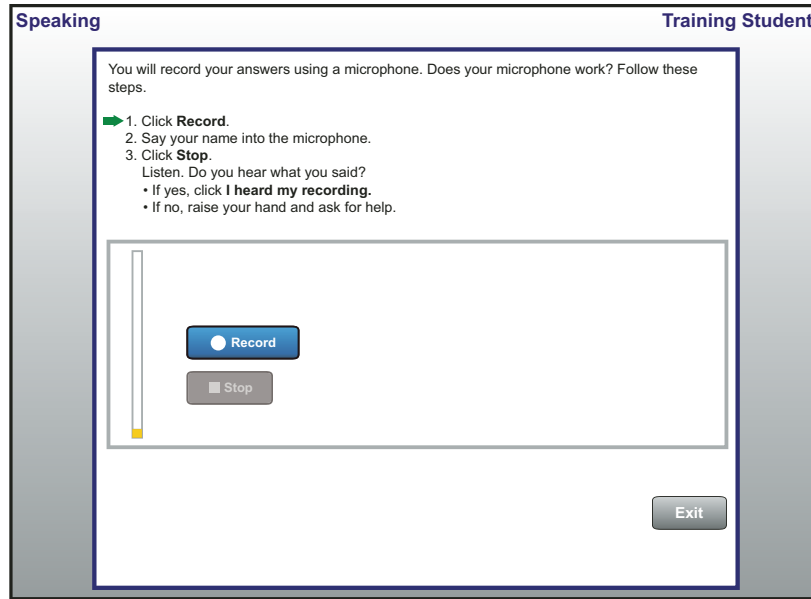 Speaking
Training Student
You will record your answers using a microphone. Does your microphone work? Follow these
steps.
1. Click Record.
2. Say your name into the microphone.
3. Click Stop.
Listen. Do you hear what you said?
• If yes, click I heard my recording.
• If no, raise your hand and ask for help.
Record
Stop
Exit